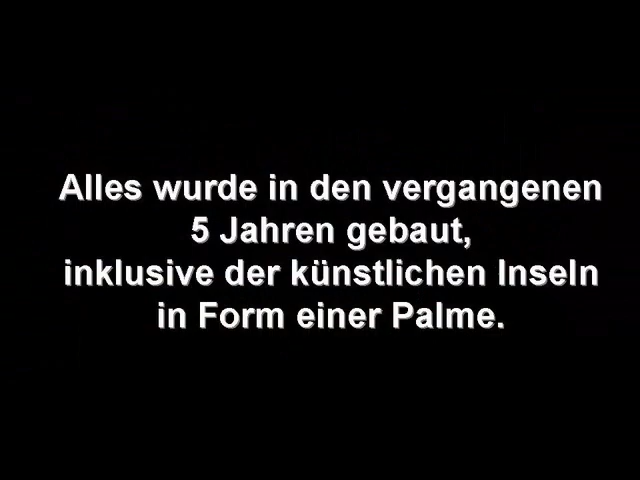 Alles wurde in den vergangenen
5 Jahren gebaut,
inklusive der künstlichen Inseln
in Form einer Palme.